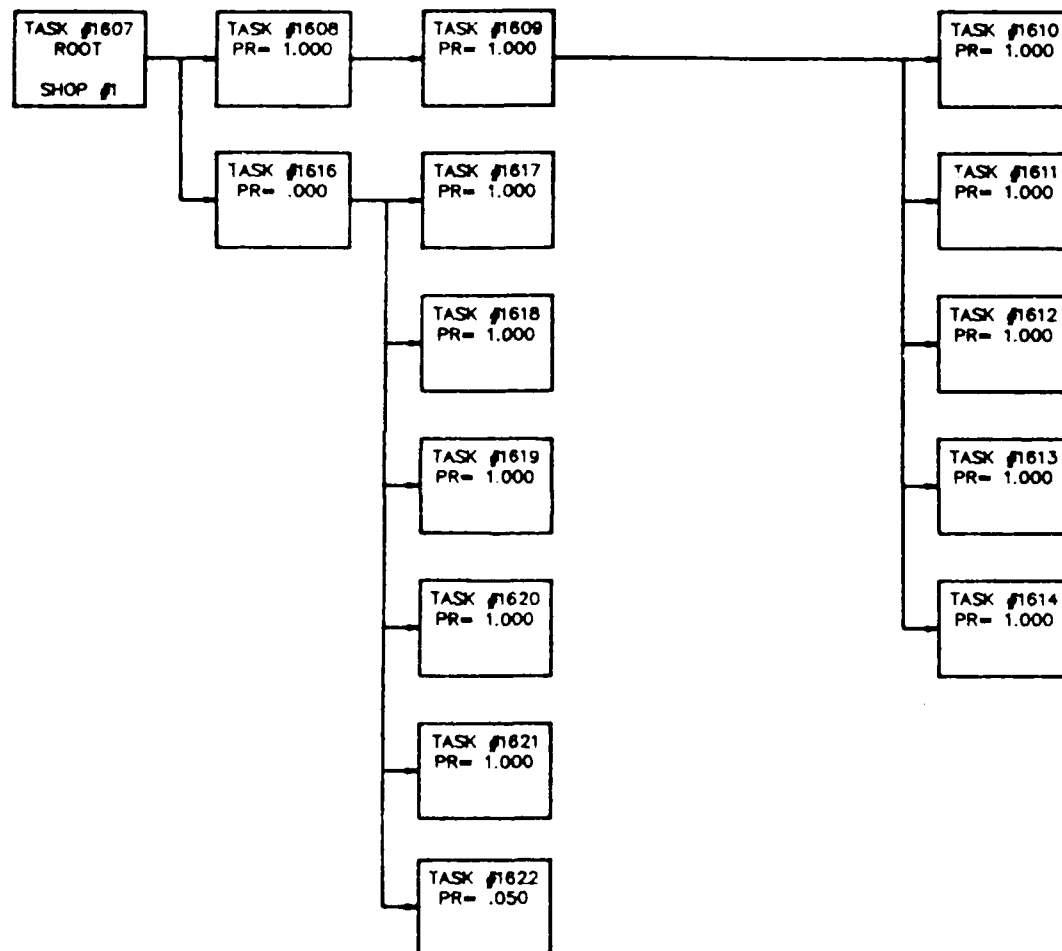 TASK #1607
ROOT
SHOP #1
TASK #1608
PR= 1.000
TASK #1609
PR= 1.000
TASK #1610
PR= 1.000
TASK #1616
PR= .000
TASK #1617
PR= 1.000
TASK #1611
PR= 1.000
TASK #1618
PR= 1.000
TASK #1612
PR= 1.000
TASK #1619
PR= 1.000
TASK #1613
PR= 1.000
TASK #1620
PR= 1.000
TASK #1614
PR= 1.000
TASK #1621
PR= 1.000
TASK #1622
PR= .050